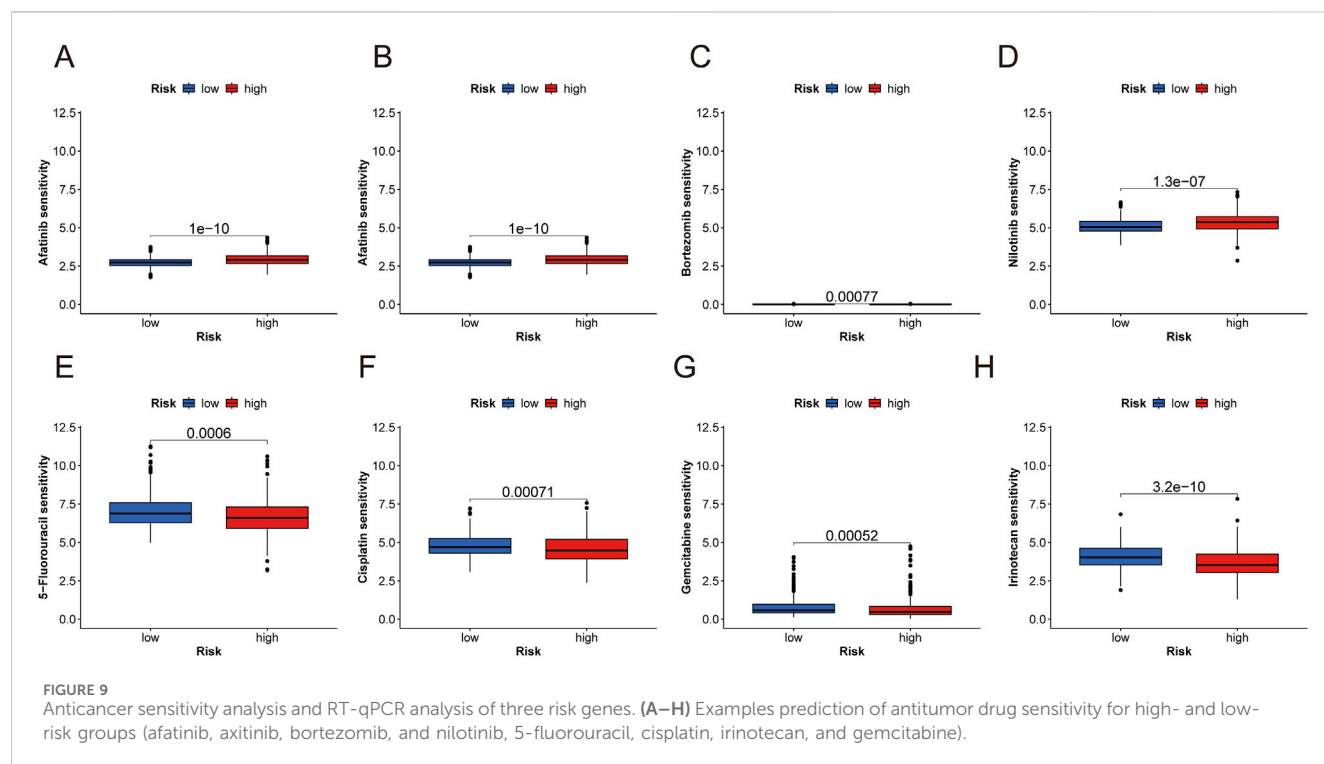 A
Risk low high
12.5
10.0
7.5
5.0
2.5
0.0
Afatinib sensitivity
1e−10
low high
Risk
B
Risk low high
12.5
10.0
7.5
5.0
2.5
0.0
Afatinib sensitivity
1e−10
low high
Risk
C
Risk low high
12.5
10.0
7.5
5.0
2.5
0.0
Bortezomib sensitivity
0.00077
low high
Risk
D
Risk low high
12.5
10.0
7.5
5.0
2.5
0.0
Nilotinib sensitivity
1.3e−07
low high
Risk
E
Risk low high
12.5
10.0
7.5
5.0
2.5
0.0
5−Fluorouracil sensitivity
0.0006
low high
Risk
F
Risk low high
12.5
10.0
7.5
5.0
2.5
0.0
Cisplatin sensitivity
0.00071
low high
Risk
G
Risk low high
12.5
10.0
7.5
5.0
2.5
0.0
Gemcitabine sensitivity
0.00052
low high
Risk
H
Risk low high
12.5
10.0
7.5
5.0
2.5
0.0
Irinotecan sensitivity
3.2e−10
low high
Risk
FIGURE 9
Anticancer sensitivity analysis and RT-qPCR analysis of three risk genes. (A–H) Examples prediction of antitumor drug sensitivity for high- and low-
risk groups (afatinib, axitinib, bortezomib, and nilotinib, 5-fluorouracil, cisplatin, irinotecan, and gemcitabine).